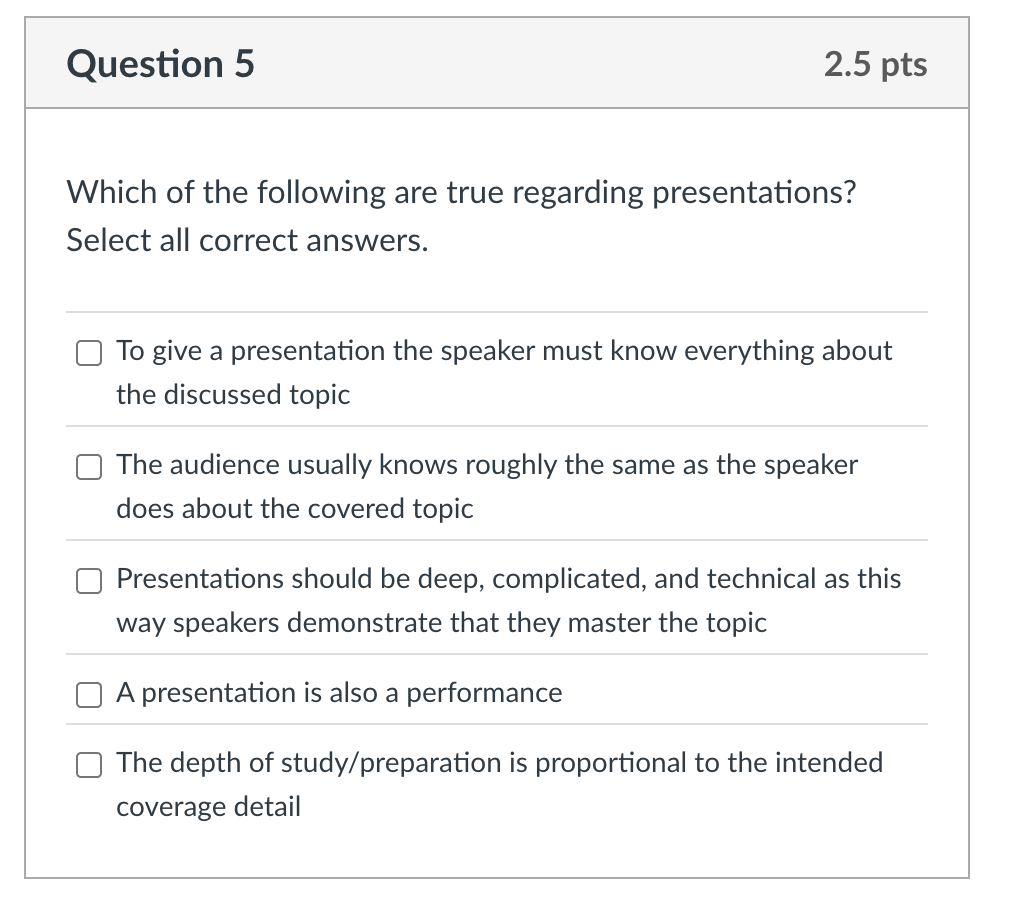 Question 5
2.5 pts
Which of the following are true regarding presentations?
Select all correct answers.
To give a presentation the speaker must know everything about
the discussed topic
The audience usually knows roughly the same as the speaker
does about the covered topic
Presentations should be deep, complicated, and technical as this
way speakers demonstrate that they master the topic
A presentation is also a performance
The depth of study/preparation is proportional to the intended
coverage detail